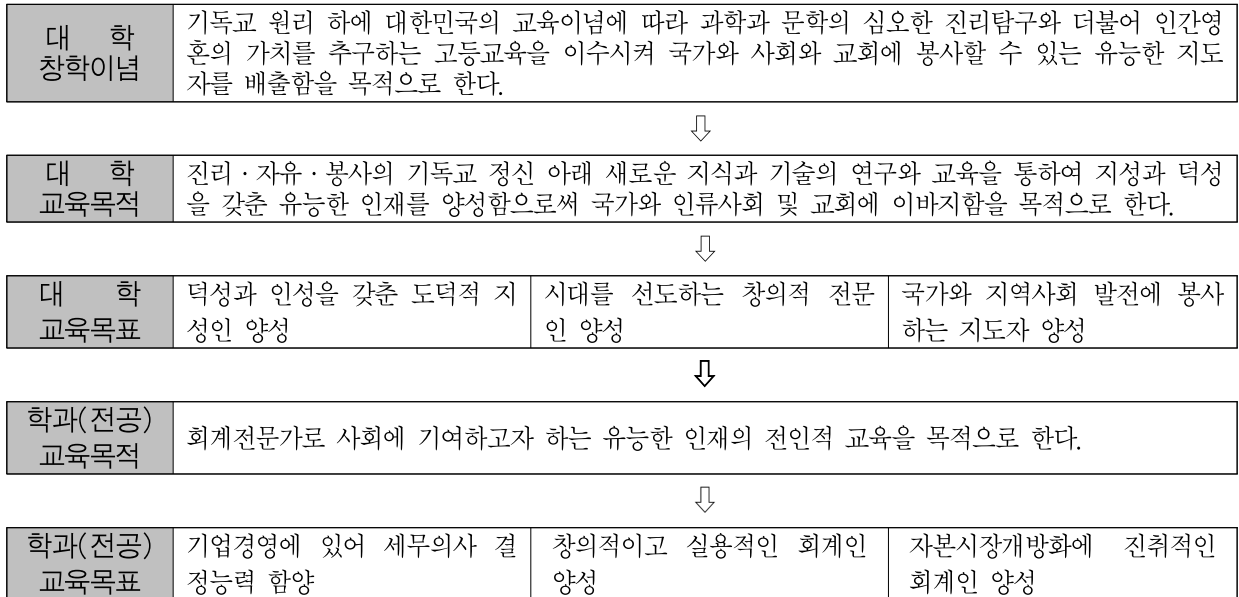 대 학
창학이념
기독교 원리 하에 대한민국의 교육이념에 따라 과학과 문학의 심오한 진리탐구와 더불어 인간영
혼의 가치를 추구하는 고등교육을 이수시켜 국가와 사회와 교회에 봉사할 수 있는 유능한 지도
자를 배출함을 목적으로 한다.
⇩
대 학
교육목적
진리·자유·봉사의 기독교 정신 아래 새로운 지식과 기술의 연구와 교육을 통하여 지성과 덕성
을 갖춘 유능한 인재를 양성함으로써 국가와 인류사회 및 교회에 이바지함을 목적으로 한다.
⇩
대 학
교육목표
덕성과 인성을 갖춘 도덕적 지
성인 양성
시대를 선도하는 창의적 전문
인 양성
국가와 지역사회 발전에 봉사
하는 지도자 양성
⇩
학과(전공)
교육목적
회계전문가로 사회에 기여하고자 하는 유능한 인재의 전인적 교육을 목적으로 한다.
⇩
학과(전공)
교육목표
기업경영에 있어 세무의사 결
정능력 함양
창의적이고 실용적인 회계인
양성
자본시장개방화에 진취적인
회계인 양성